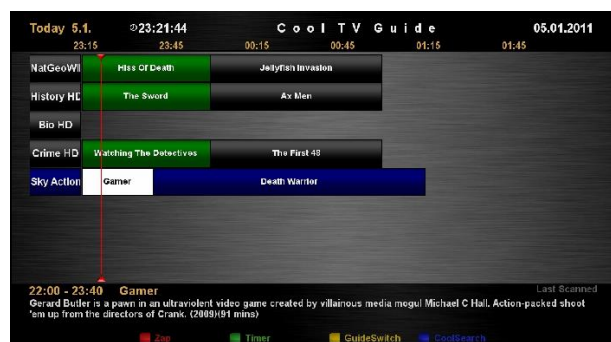 Today 5.1. 23:21:44 Cool TV Guide 05.01.2011
23:15 23:45 00:15 00:45 01:15 01:45
NatGeoWI Hiss Of Death Jellyfish Invasion
History HD The Sword Ax Men
Bio HD
Crime HD Watching The Detectives The First 48
Sky Action Gamer Death Warrior
22:00 - 23:40 Gamer Last Scanned
Gerard Butler is a pawn in an ultraviolent video game created by villainous media mogul Michael C Hall. Action-packed shoot
'em up from the directors of Crank. (2009)(91 mins)
Zap Timer GuideSwitch CoolSearch